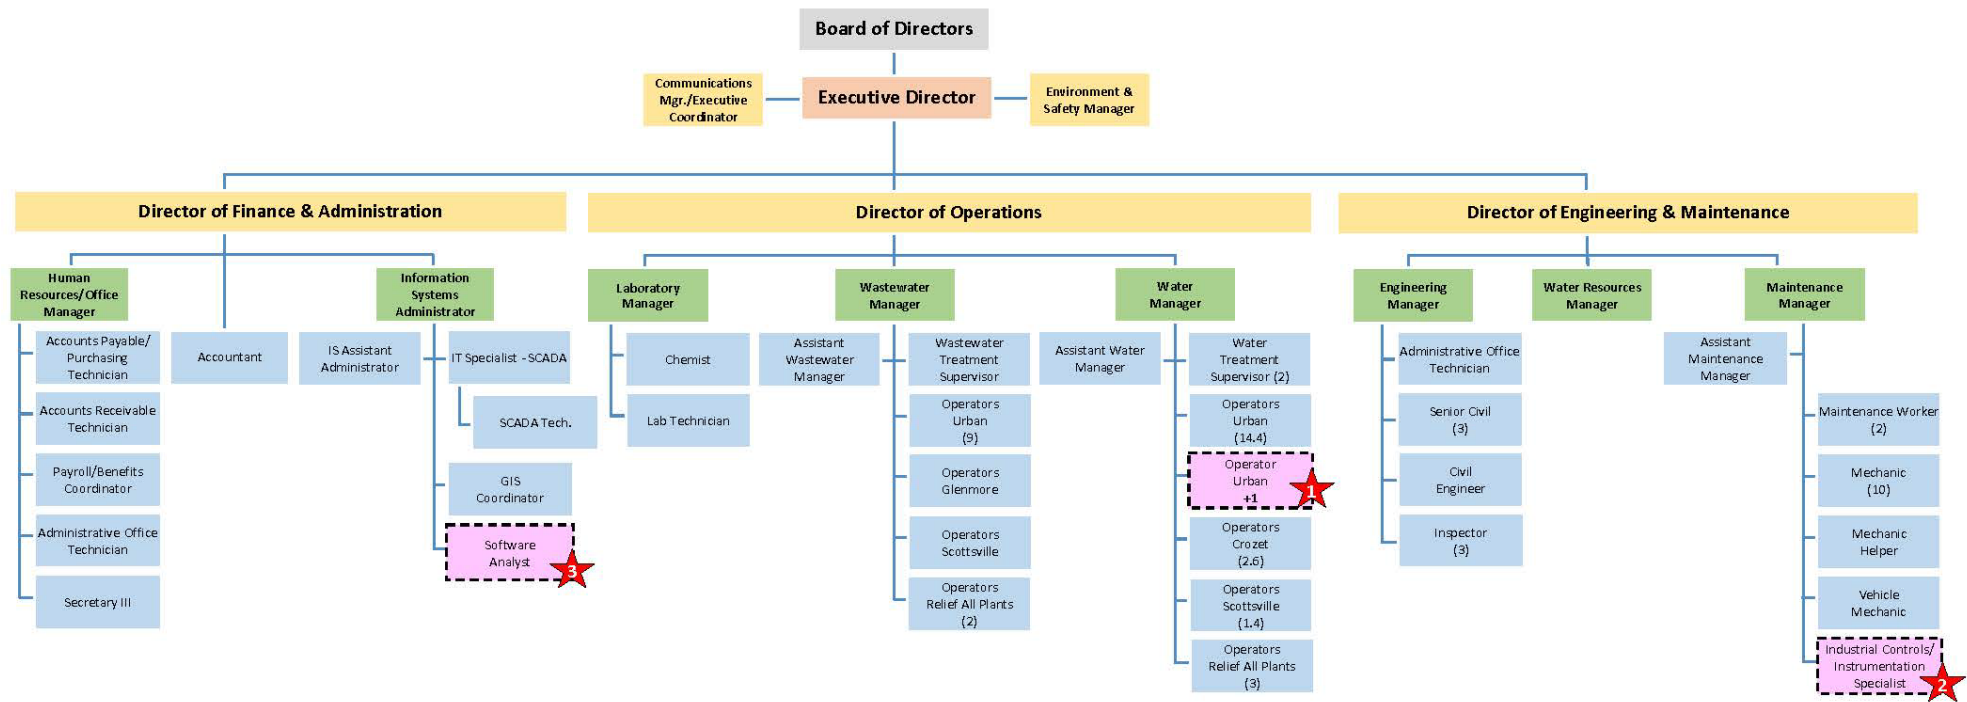 Board of Directors
Communications
Mgr./Executive
Coordinator
Executive Director
Environment &
Safety Manager
Director of Finance & Administration
Director of Operations
Director of Engineering & Maintenance
Human
Resources/Office
Manager
Information
Systems
Administrator
Laboratory
Manager
Wastewater
Manager
Water
Manager
Engineering
Manager
Water Resources
Manager
Maintenance
Manager
Accounts Payable/
Purchasing
Technician
Accountant
IS Assistant
Administrator
IT Specialist - SCADA
Chemist
Assistant
Wastewater
Manager
Wastewater
Treatment
Supervisor
Assistant Water
Manager
Water
Treatment
Supervisor (2)
Administrative Office
Technician
Assistant
Maintenance
Manager
Accounts Receivable
Technician
SCADA Tech.
Lab Technician
Operators
Urban
(9)
Operators
Urban
(14.4)
Senior Civil
(3)
Maintenance Worker
(2)
Payroll/Benefits
Coordinator
GIS
Coordinator
Operators
Glenmore
Operator
Urban
+1
1
Civil
Engineer
Mechanic
(10)
Administrative Office
Technician
Software
Analyst
3
Operators
Scottsville
Operators
Crozet
(2.6)
Inspector
(3)
Mechanic
Helper
Secretary III
Operators
Relief All Plants
(2)
Operators
Scottsville
(1.4)
Vehicle
Mechanic
Operators
Relief All Plants
(3)
Industrial Controls/
Instrumentation
Specialist
2